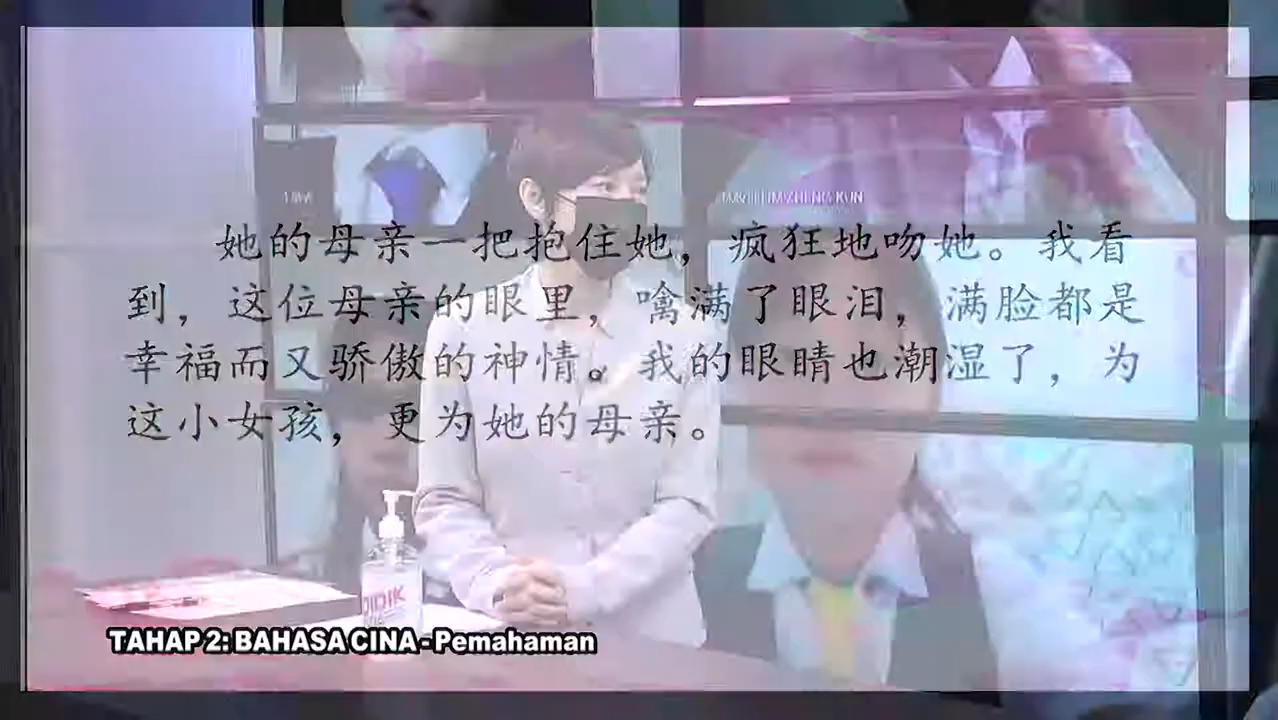 TAMVIELIMZHENG KUN
她的母亲一把抱住她，疯狂地吻她。我看
到，这位母亲的眼里，噙满了眼泪，满脸都是
幸福而又骄傲的神情。我的眼睛也潮湿了，为
这小女孩，更为她的母亲。
DIDIK
TAHAP 2: BAHASA CINA - Pemahaman